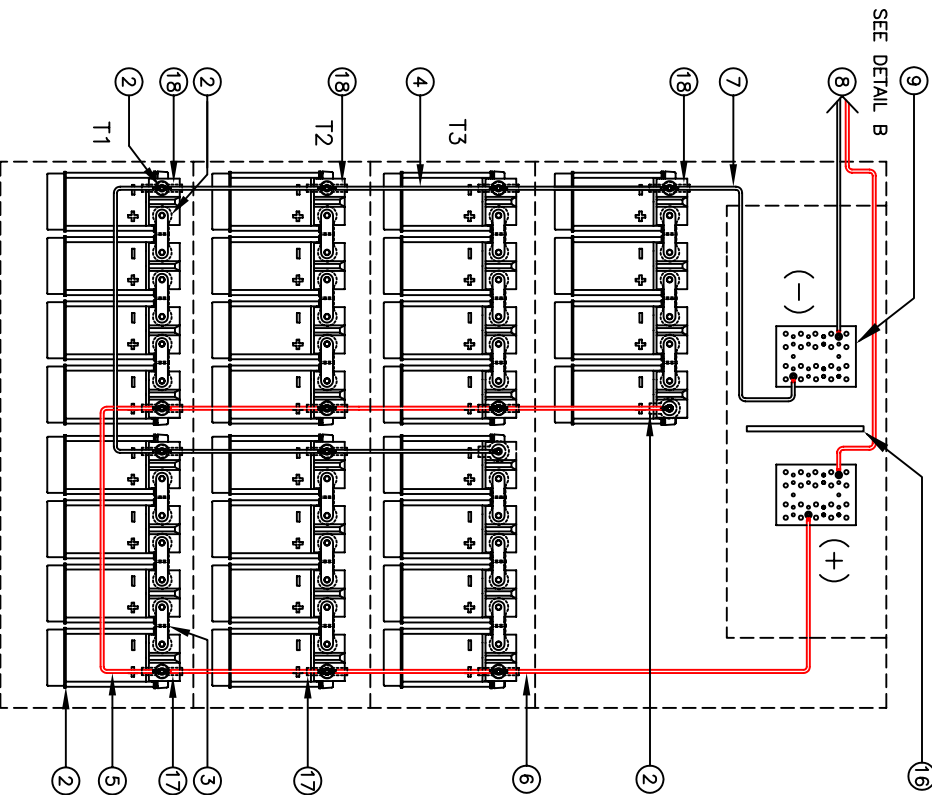 SEE DETAIL B
8
9
7
18
4
18
2
18
2
T3
T2
T1
(-)
(+)
16
2
6
17
3
17
5
2
- + - + - + - +
- + - + - + - +
- + - + - + - +
- + - + - + - +
- + - + - + - +
- + - + - + - +
- + - + - + - +